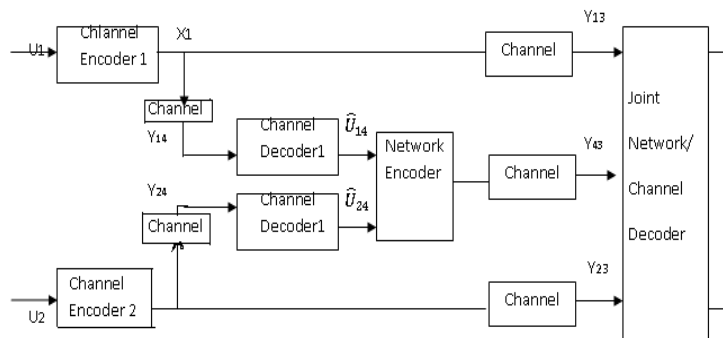 U1
Chlannel
Encoder 1
X1
Channel
Y13
Channel
Y14
Channel
Decoder1
Û14
Network
Encoder
Channel
Y43
Joint
Network/
Channel
Decoder
Y24
Channel
Channel
Decoder1
Û24
Channel
Encoder 2
U2
Channel
Y23